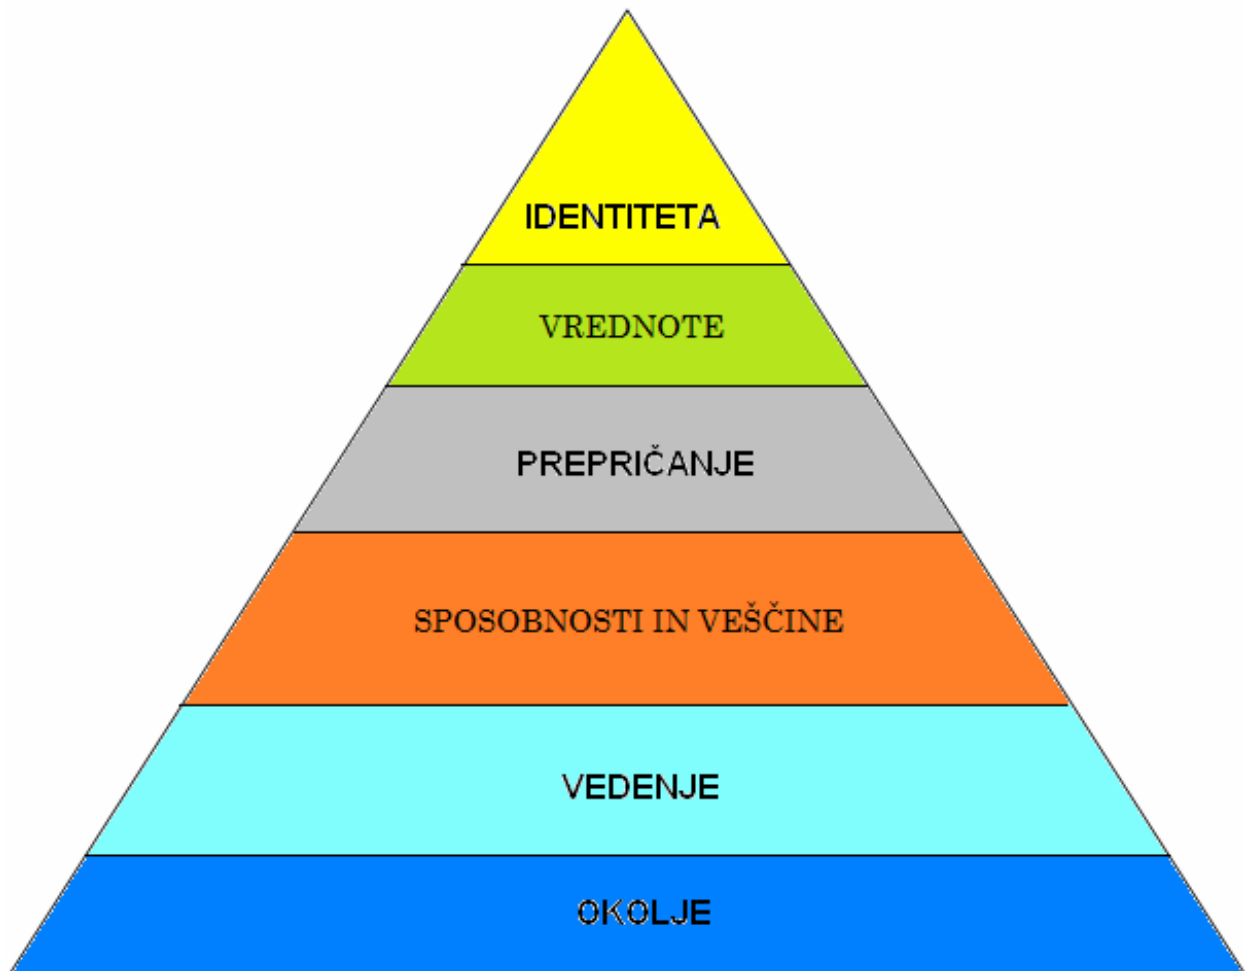 IDENTITETA
VREDNOTE
PREPRIČANJE
SPOSOBNOSTI IN VEŠČINE
VEDENJE
OKOLJE